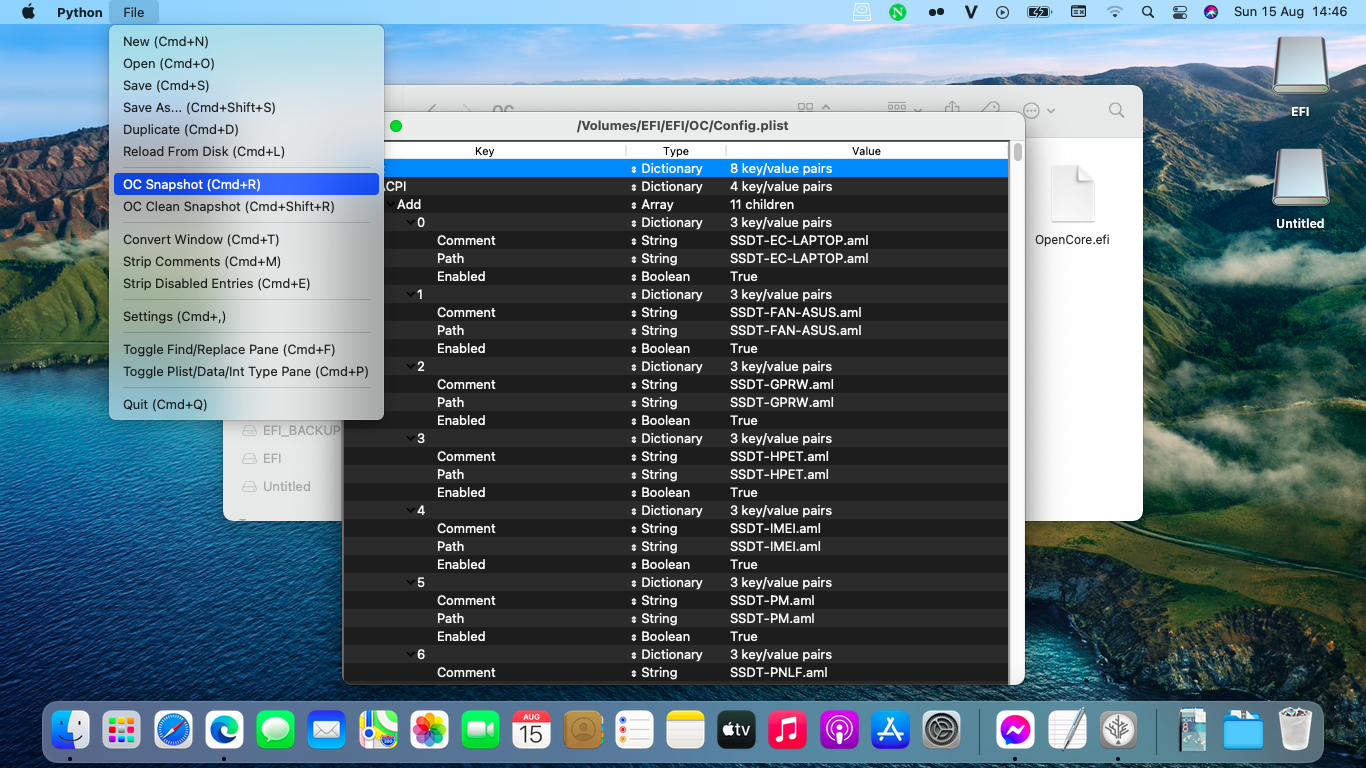 Python File Sun 15 Aug 14:46
New (Cmd+N)
Open (Cmd+O)
Save (Cmd+S)
Save As... (Cmd+Shift+S)
Duplicate (Cmd+D)
Reload From Disk (Cmd+L)
OC Snapshot (Cmd+R)
OC Clean Snapshot (Cmd+Shift+R)
Convert Window (Cmd+T)
Strip Comments (Cmd+M)
Strip Disabled Entries (Cmd+E)
Settings (Cmd+,)
Toggle Find/Replace Pane (Cmd+F)
Toggle Plist/Data/Int Type Pane (Cmd+P)
Quit (Cmd+Q)
EFI_BACKUP
EFI
Untitled
OC
/Volumes/EFI/EFI/OC/Config.plist
Key Type Value
Dictionary 8 key/value pairs
ACPI Dictionary 4 key/value pairs
Add Array 11 children
0 Dictionary 3 key/value pairs
Comment String SSDT-EC-LAPTOP.aml
Path String SSDT-EC-LAPTOP.aml
Enabled Boolean True
1 Dictionary 3 key/value pairs
Comment String SSDT-FAN-ASUS.aml
Path String SSDT-FAN-ASUS.aml
Enabled Boolean True
2 Dictionary 3 key/value pairs
Comment String SSDT-GPRW.aml
Path String SSDT-GPRW.aml
Enabled Boolean True
3 Dictionary 3 key/value pairs
Comment String SSDT-HPET.aml
Path String SSDT-HPET.aml
Enabled Boolean True
4 Dictionary 3 key/value pairs
Comment String SSDT-IMEI.aml
Path String SSDT-IMEI.aml
Enabled Boolean True
5 Dictionary 3 key/value pairs
Comment String SSDT-PM.aml
Path String SSDT-PM.aml
Enabled Boolean True
6 Dictionary 3 key/value pairs
Comment String SSDT-PNLF.aml
OpenCore.efi
EFI
Untitled
AUG
15
tv